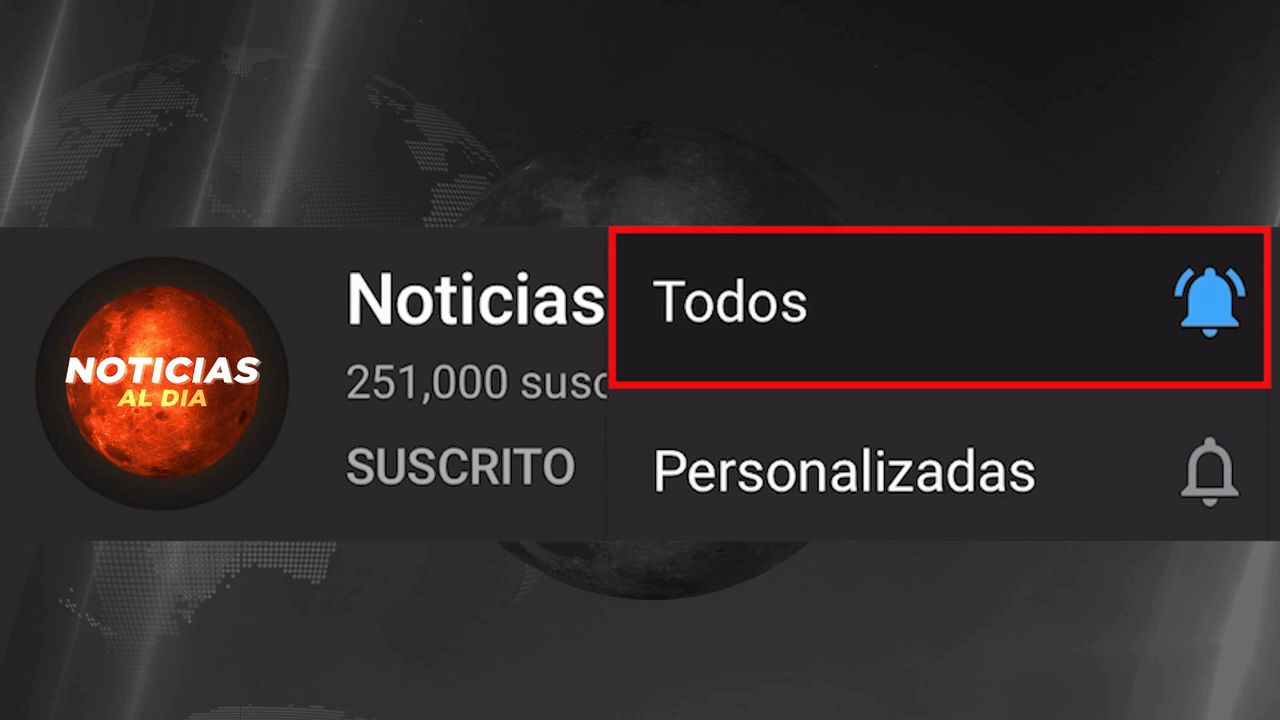 NOTICIAS
AL DIA
Noticias
251,000 susc
SUSCRITO
Todos
Personalizadas